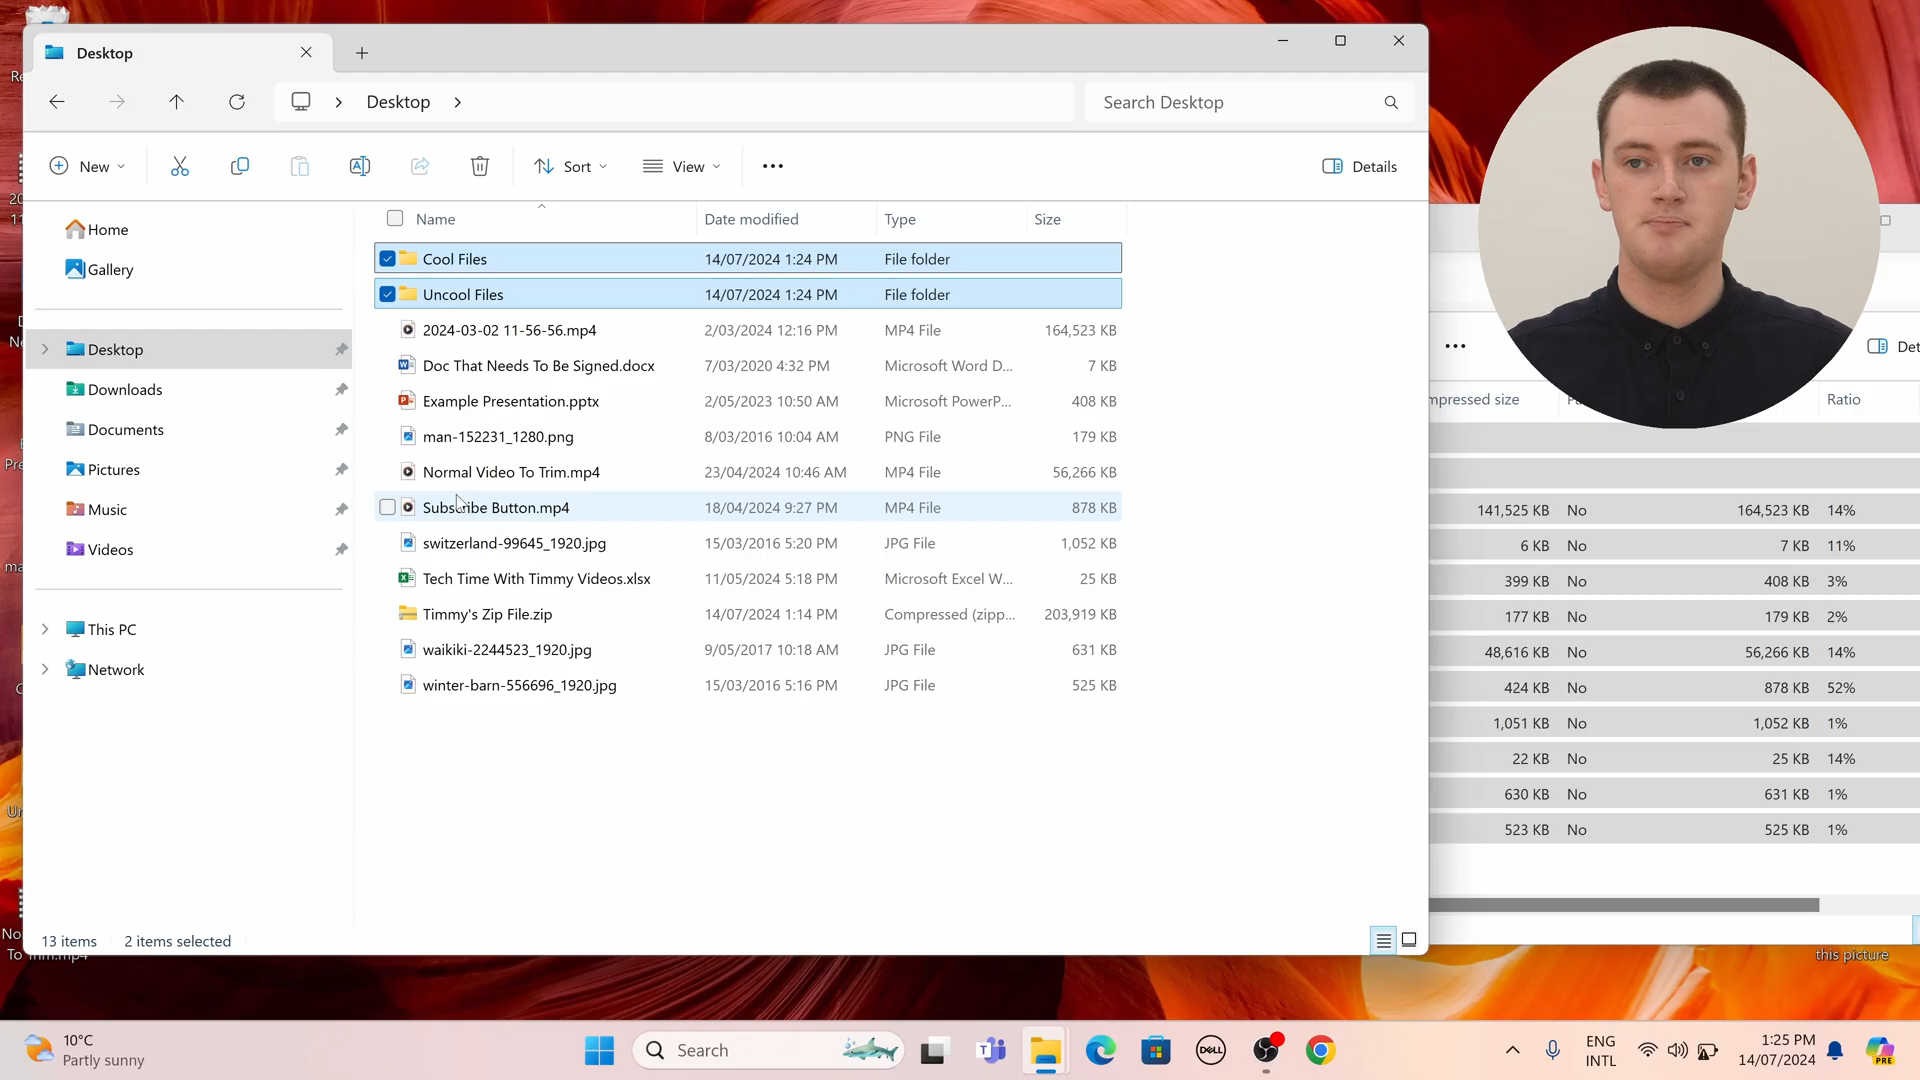 Desktop
Desktop
Search Desktop
New
Sort
View
Details
Home
Gallery
Desktop
Downloads
Documents
Pictures
Music
Videos
This PC
Network
Name Date modified Type Size
Cool Files 14/07/2024 1:24 PM File folder
Uncool Files 14/07/2024 1:24 PM File folder
2024-03-02 11-56-56.mp4 2/03/2024 12:16 PM MP4 File 164,523 KB
Doc That Needs To Be Signed.docx 7/03/2020 4:32 PM Microsoft Word D... 7 KB
Example Presentation.pptx 2/05/2023 10:50 AM Microsoft PowerP... 408 KB
man-152231_1280.png 8/03/2016 10:04 AM PNG File 179 KB
Normal Video To Trim.mp4 23/04/2024 10:46 AM MP4 File 56,266 KB
Subscribe Button.mp4 18/04/2024 9:27 PM MP4 File 878 KB
switzerland-99645_1920.jpg 15/03/2016 5:20 PM JPG File 1,052 KB
Tech Time With Timmy Videos.xlsx 11/05/2024 5:18 PM Microsoft Excel W... 25 KB
Timmy's Zip File.zip 14/07/2024 1:14 PM Compressed (zipp... 203,919 KB
waikiki-2244523_1920.jpg 9/05/2017 10:18 AM JPG File 631 KB
winter-barn-556696_1920.jpg 15/03/2016 5:16 PM JPG File 525 KB
13 items 2 items selected
Det
mpressed size Ratio
141,525 KB No 164,523 KB 14%
6 KB No 7 KB 11%
399 KB No 408 KB 3%
177 KB No 179 KB 2%
48,616 KB No 56,266 KB 14%
424 KB No 878 KB 52%
1,051 KB No 1,052 KB 1%
22 KB No 25 KB 14%
630 KB No 631 KB 1%
523 KB No 525 KB 1%
this picture
10°C
Partly sunny
Search
DELL
ENG
INTL
1:25 PM
14/07/2024
PRE